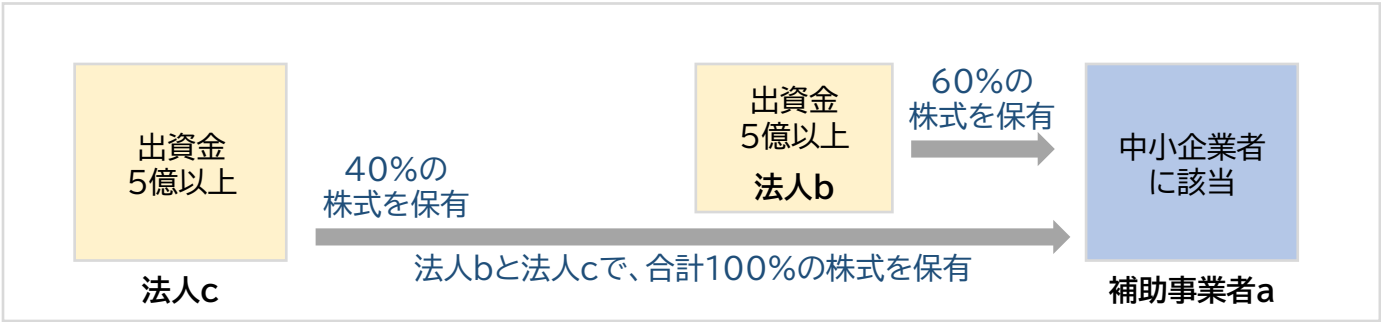 出資金
5億以上
法人c
40%の
株式を保有
出資金
5億以上
法人b
60%の
株式を保有
法人bと法人cで、合計100%の株式を保有
中小企業者
に該当
補助事業者a